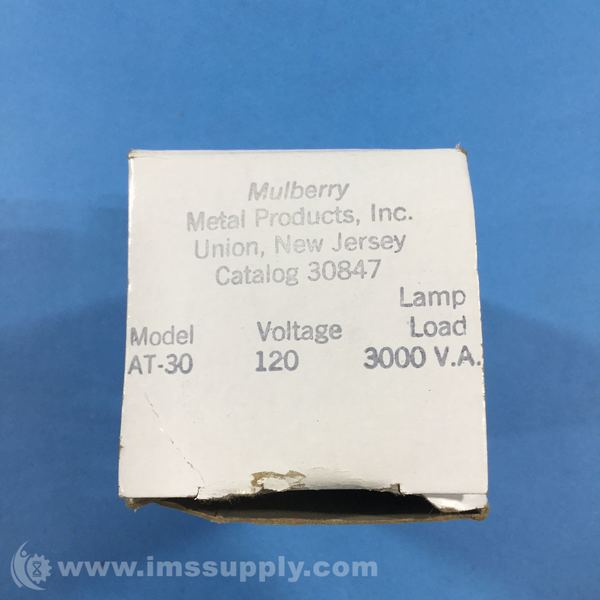 Mulberry
Metal Products, Inc.
Union, New Jersey
Catalog 30847
Lamp
Model Voltage Load
AT-30 120 3000 V.A.
www.imssupply.com